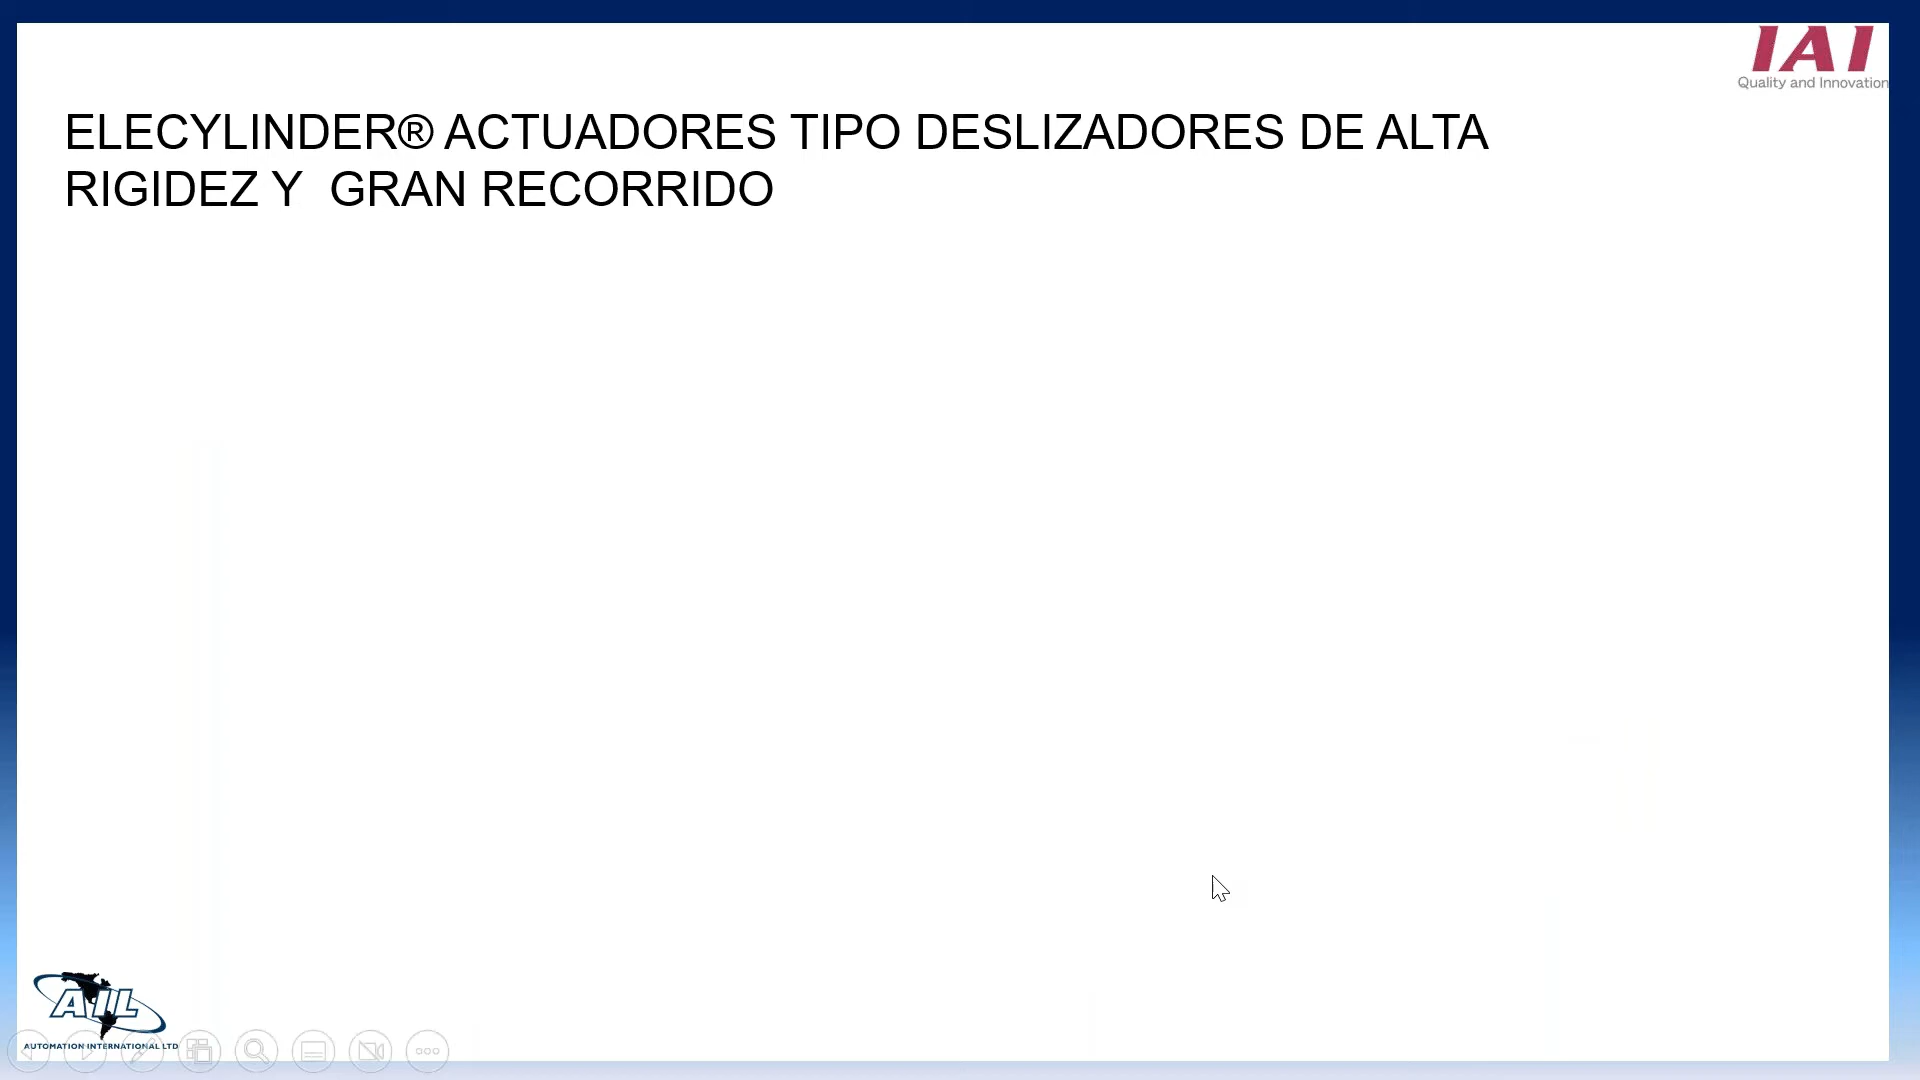 IAI
Quality and Innovation
ELECYLINDER® ACTUADORES TIPO DESLIZADORES DE ALTA
RIGIDEZ Y  GRAN RECORRIDO
AIL
AUTOMATION INTERNATIONAL LTD